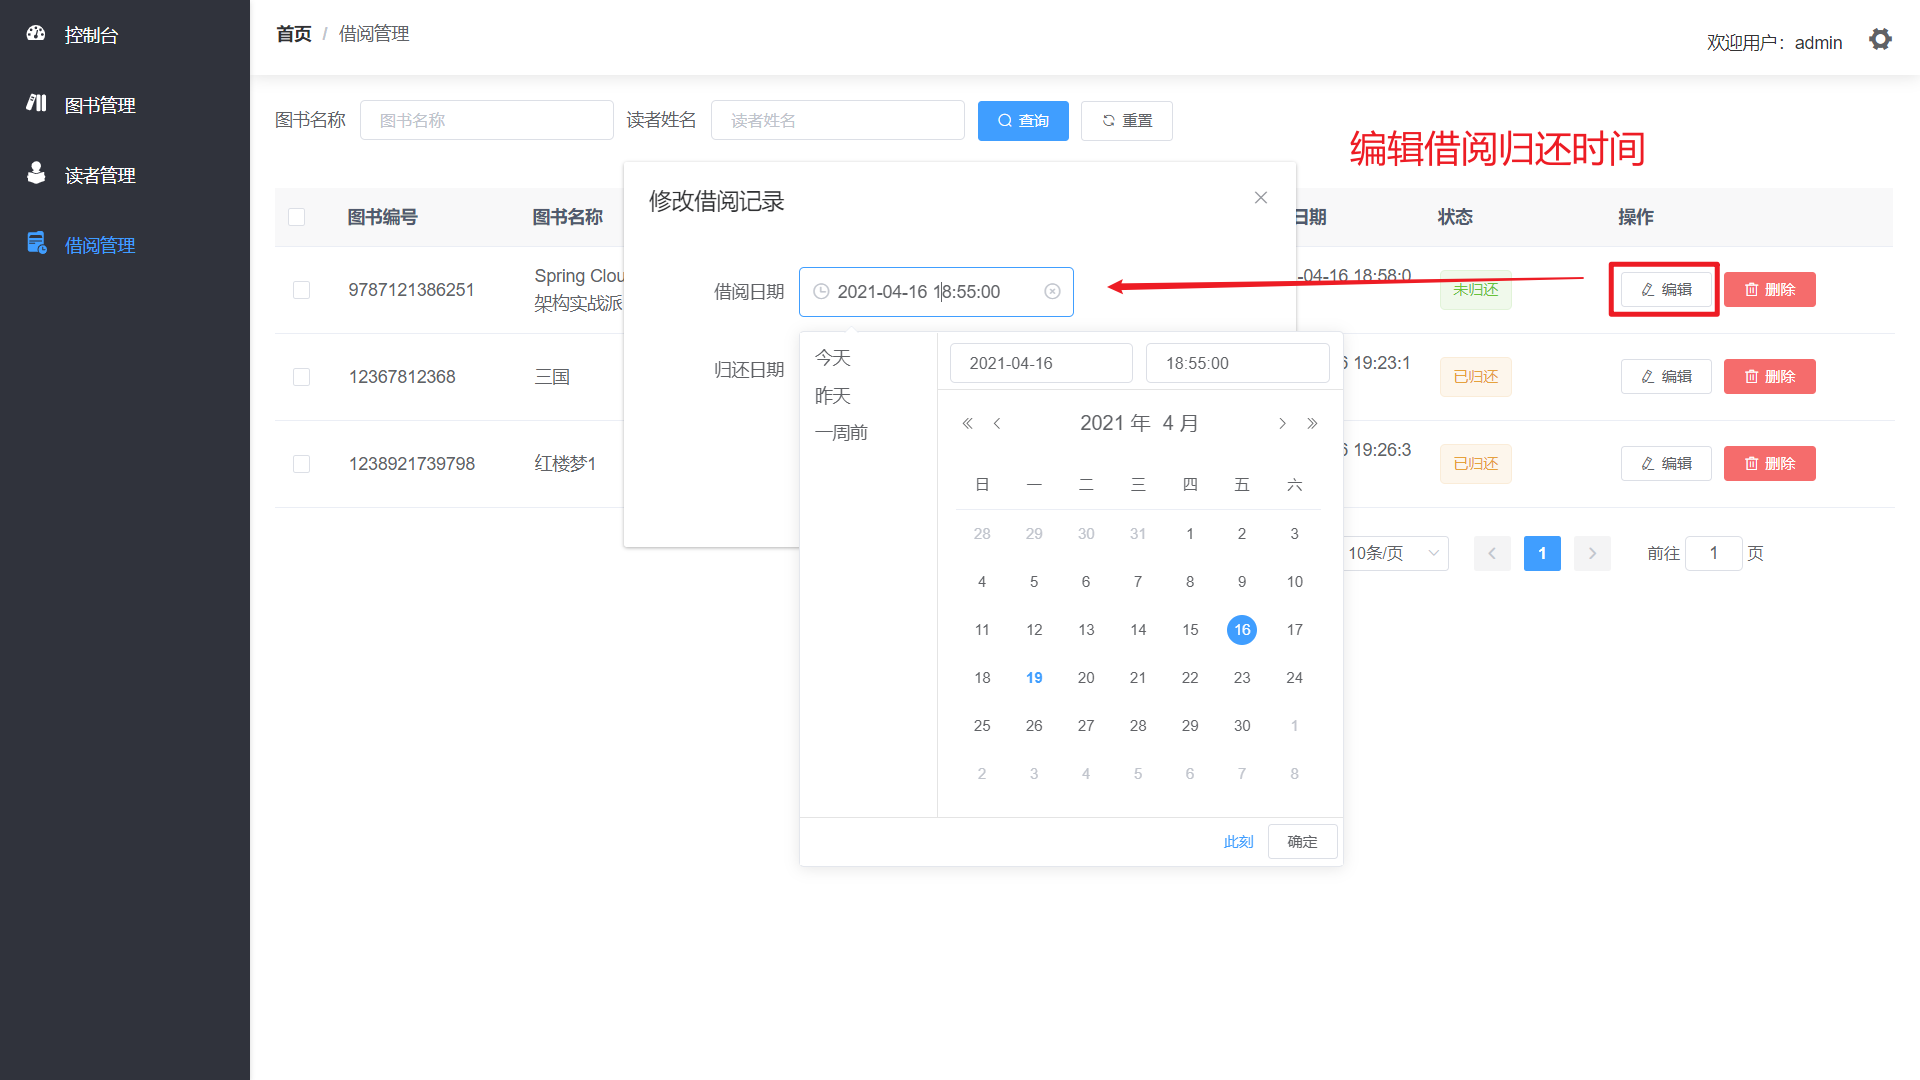 控制台
图书管理
读者管理
借阅管理
首页 / 借阅管理
欢迎用户：admin
图书名称 图书名称 读者姓名 读者姓名 查询 重置
编辑借阅归还时间
图书编号 图书名称 日期 状态 操作
9787121386251 Spring Clou
架构实战派
-04-16 18:58:0 未归还 编辑 删除
12367812368 三国 19:23:1 已归还 编辑 删除
1238921739798 红楼梦1 19:26:3 已归还 编辑 删除
10条/页 1 前往 1 页
修改借阅记录
借阅日期 2021-04-16 18:55:00
归还日期
今天
昨天
一周前
2021-04-16 18:55:00
« ‹ 2021 年 4 月 › »
日 一 二 三 四 五 六
28 29 30 31 1 2 3
4 5 6 7 8 9 10
11 12 13 14 15 16 17
18 19 20 21 22 23 24
25 26 27 28 29 30 1
2 3 4 5 6 7 8
此刻 确定